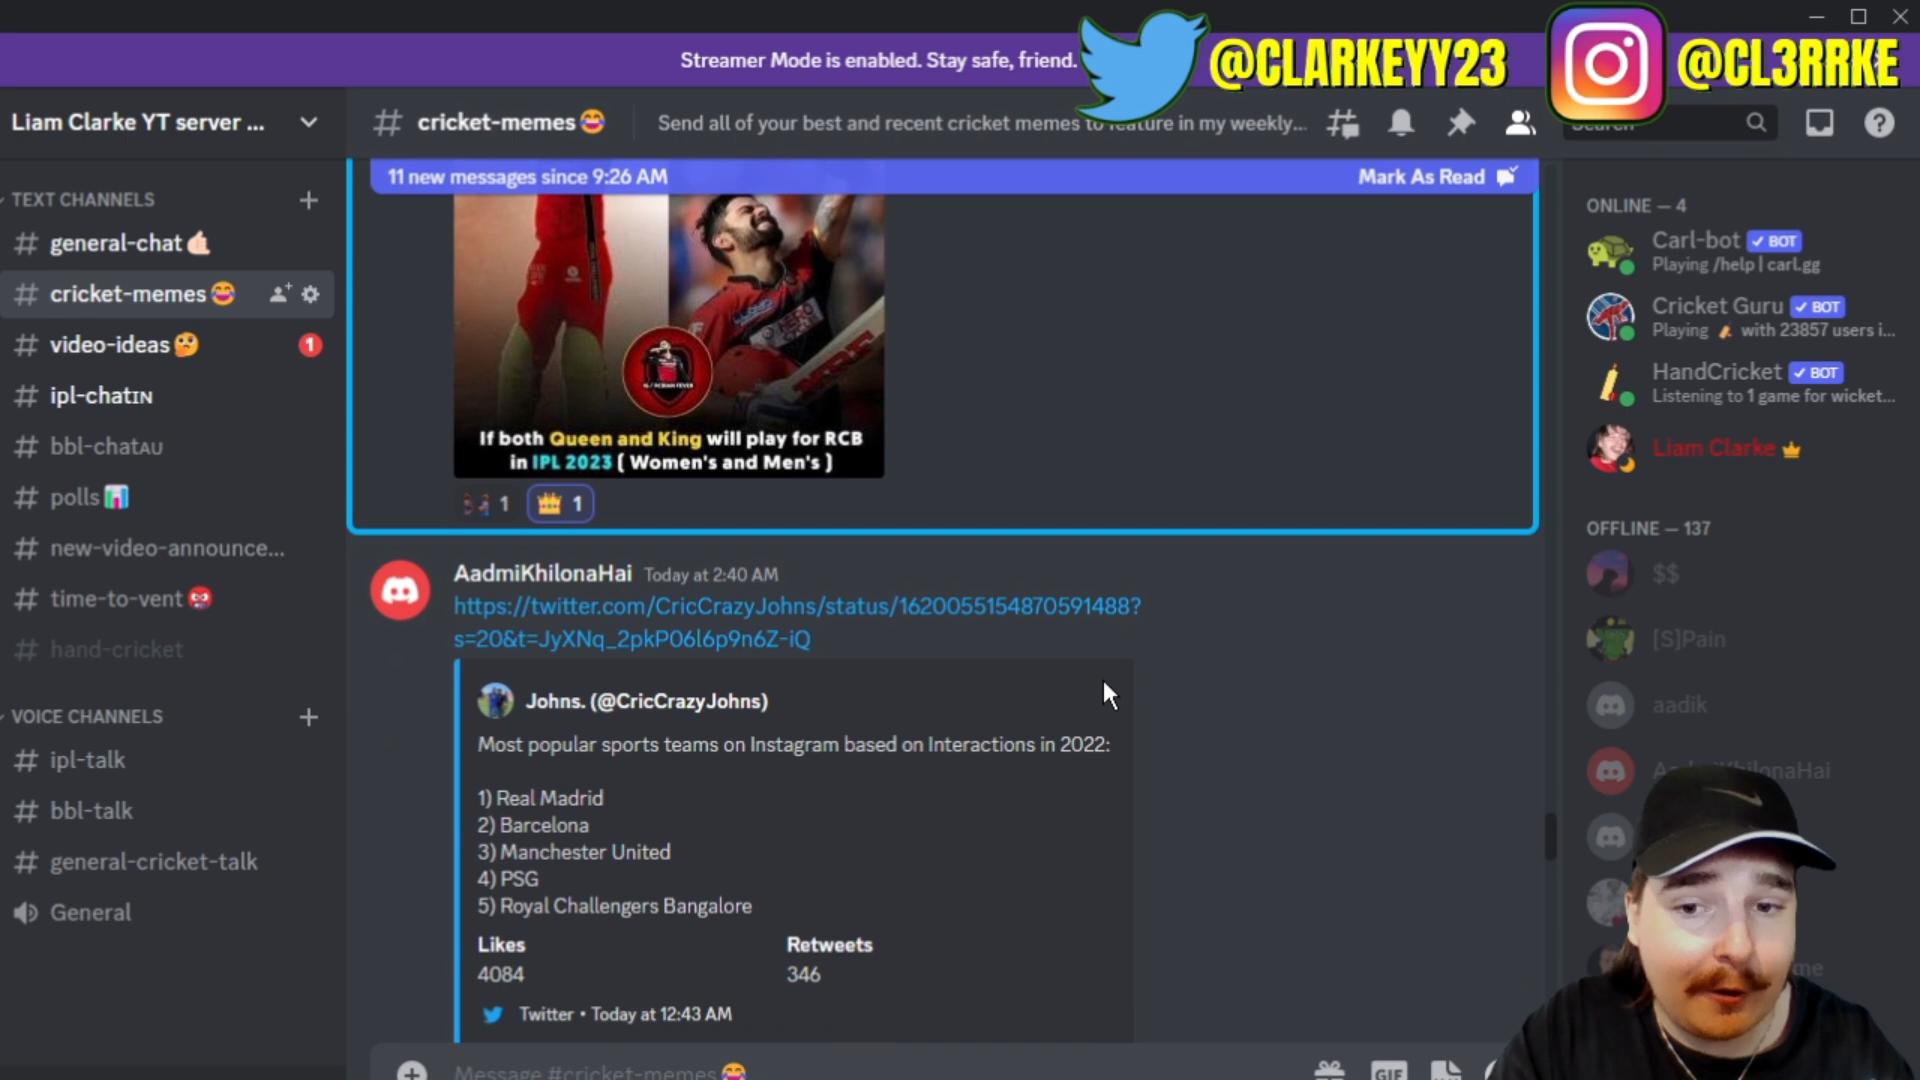 Streamer Mode is enabled. Stay safe, friend.
@CLARKEYY23
@CL3RRKE
Liam Clarke YT server ...
# cricket-memes😂
Send all of your best and recent cricket memes to feature in my weekly...
Search
11 new messages since 9:26 AM
Mark As Read
TEXT CHANNELS
# general-chat🤙🏻
# cricket-memes😂
# video-ideas🤔
1
# ipl-chatIN
# bbl-chatAU
# polls📊
# new-video-announce...
# time-to-vent👹
# hand-cricket
VOICE CHANNELS
# ipl-talk
# bbl-talk
# general-cricket-talk
General
If both Queen and King will play for RCB
in IPL 2023 ( Women's and Men's )
1
👑 1
AadmiKhilonaHai Today at 2:40 AM
https://twitter.com/CricCrazyJohns/status/1620055154870591488?
s=20&t=JyXNq_2pkP06l6p9n6Z-iQ
Johns. (@CricCrazyJohns)
Most popular sports teams on Instagram based on Interactions in 2022:
1) Real Madrid
2) Barcelona
3) Manchester United
4) PSG
5) Royal Challengers Bangalore
Likes
Retweets
4084
346
Twitter • Today at 12:43 AM
Message #cricket-memes😂
GIF
ONLINE — 4
Carl-bot ✓ BOT
Playing /help | carl.gg
Cricket Guru ✓ BOT
Playing 🏏 with 23857 users i...
HandCricket ✓ BOT
Listening to 1 game for wicket...
Liam Clarke 👑
OFFLINE — 137
$$
[S]Pain
aadik
AadmiKhilonaHai